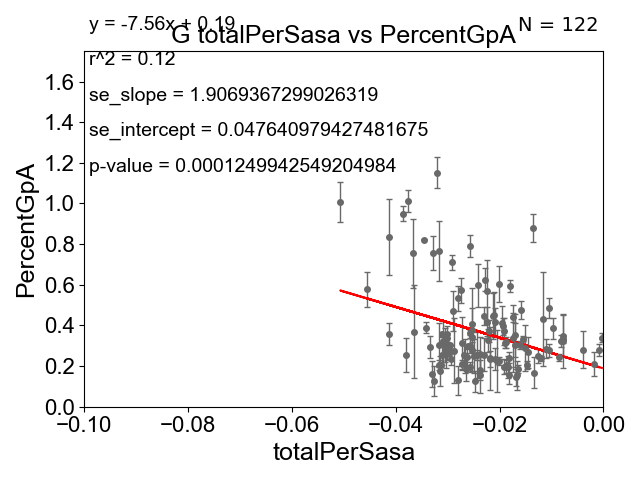 y = -7.56x + 0.19
N = 122
G totalPerSasa vs PercentGpA
r^2 = 0.12
se_slope = 1.9069367299026319
se_intercept = 0.047640979427481675
p-value = 0.0001249942549204984
PercentGpA
1.6
1.4
1.2
1.0
0.8
0.6
0.4
0.2
0.0
−0.10
−0.08
−0.06
−0.04
−0.02
0.00
totalPerSasa